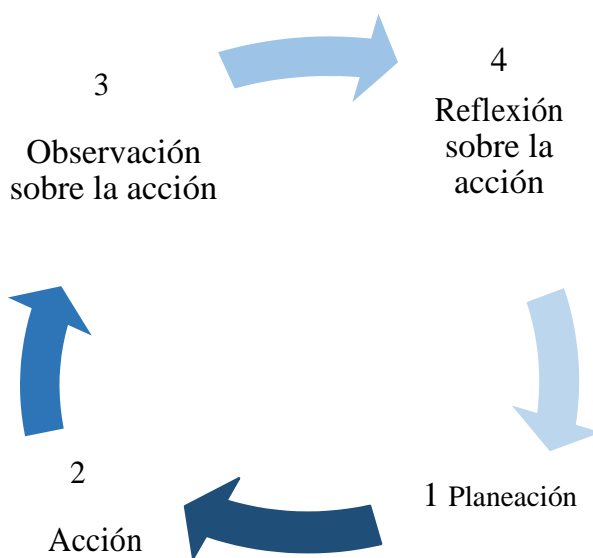 3
Observación
sobre la acción
4
Reflexión
sobre la
acción
2
Acción
1 Planeación